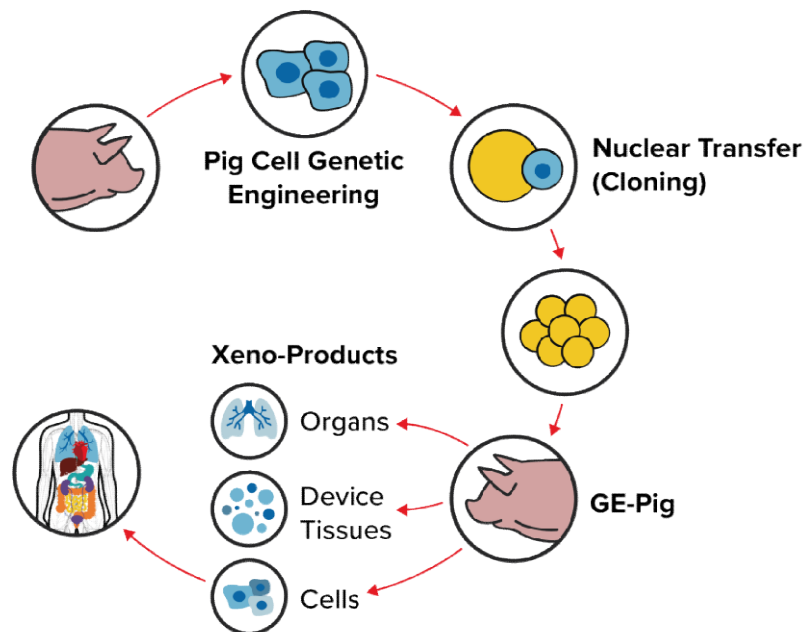 Pig Cell Genetic
Engineering
Nuclear Transfer
(Cloning)
Xeno-Products
Organs
Device
Tissues
Cells
GE-Pig